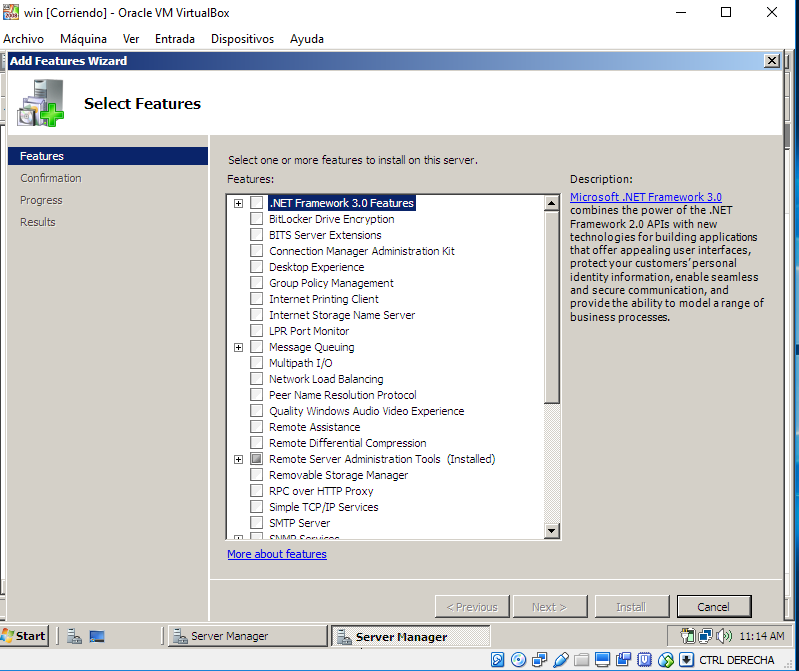 win [Corriendo] - Oracle VM VirtualBox
Archivo Máquina Ver Entrada Dispositivos Ayuda
Add Features Wizard
Select Features
Features
Confirmation
Progress
Results
Select one or more features to install on this server.
Features:
.NET Framework 3.0 Features
BitLocker Drive Encryption
BITS Server Extensions
Connection Manager Administration Kit
Desktop Experience
Group Policy Management
Internet Printing Client
Internet Storage Name Server
LPR Port Monitor
Message Queuing
Multipath I/O
Network Load Balancing
Peer Name Resolution Protocol
Quality Windows Audio Video Experience
Remote Assistance
Remote Differential Compression
Remote Server Administration Tools (Installed)
Removable Storage Manager
RPC over HTTP Proxy
Simple TCP/IP Services
SMTP Server
SNMP Services
More about features
Description:
Microsoft .NET Framework 3.0
combines the power of the .NET
Framework 2.0 APIs with new
technologies for building applications
that offer appealing user interfaces,
protect your customers' personal
identity information, enable seamless
and secure communication, and
provide the ability to model a range of
business processes.
< Previous Next > Install Cancel
Start Server Manager Server Manager 11:14 AM
CTRL DERECHA